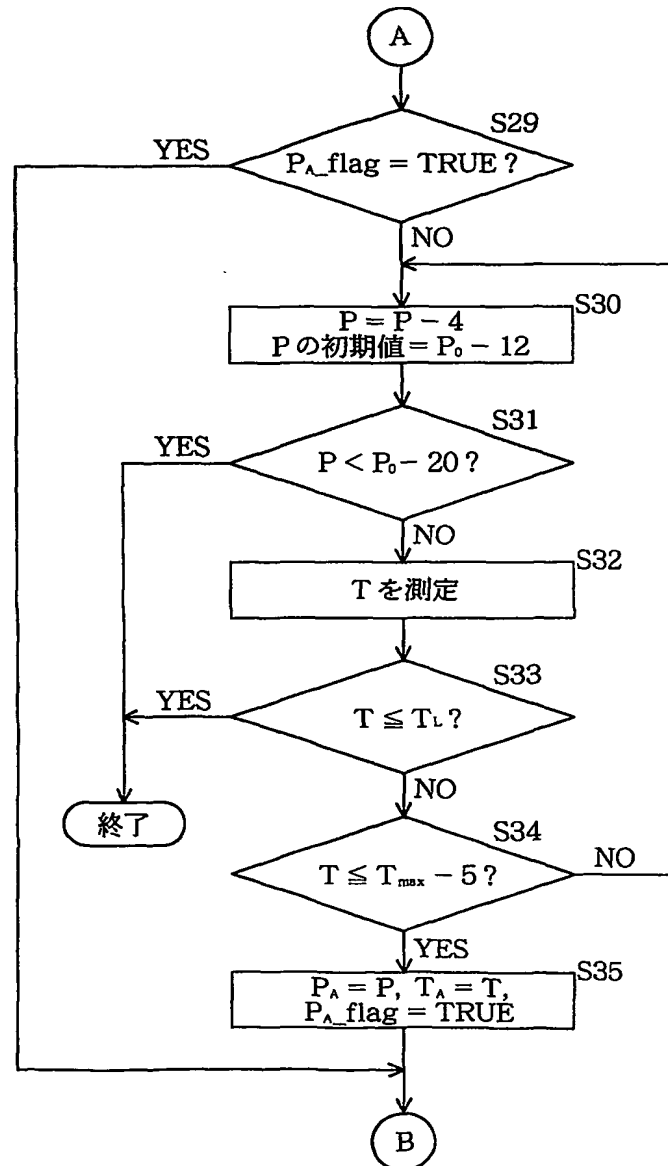 A
S29
YES
P_A_flag = TRUE ?
NO
S30
P = P − 4
P の初期値 = P₀ − 12
S31
YES
P < P₀ − 20 ?
NO
S32
T を測定
S33
YES
T ≦ T_L ?
NO
終了
S34
NO
T ≦ T_max − 5 ?
YES
S35
P_A = P, T_A = T,
P_A_flag = TRUE
B